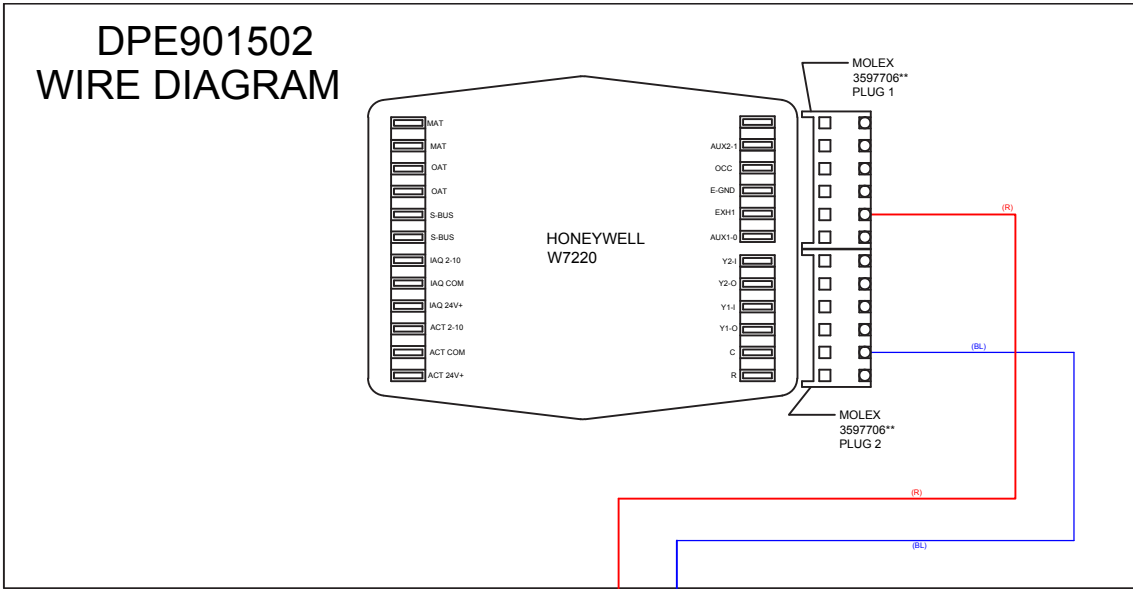 DPE901502
WIRE DIAGRAM
MOLEX
3597706**
PLUG 1
MAT
MAT
OAT
OAT
S-BUS
S-BUS
IAQ 2-10
IAQ COM
IAQ 24V+
ACT 2-10
ACT COM
ACT 24V+
HONEYWELL
W7220
AUX2-1
OCC
E-GND
EXH1
AUX1-0
Y2-I
Y2-O
Y1-I
Y1-O
C
R
(R)
(BL)
MOLEX
3597706**
PLUG 2
(R)
(BL)